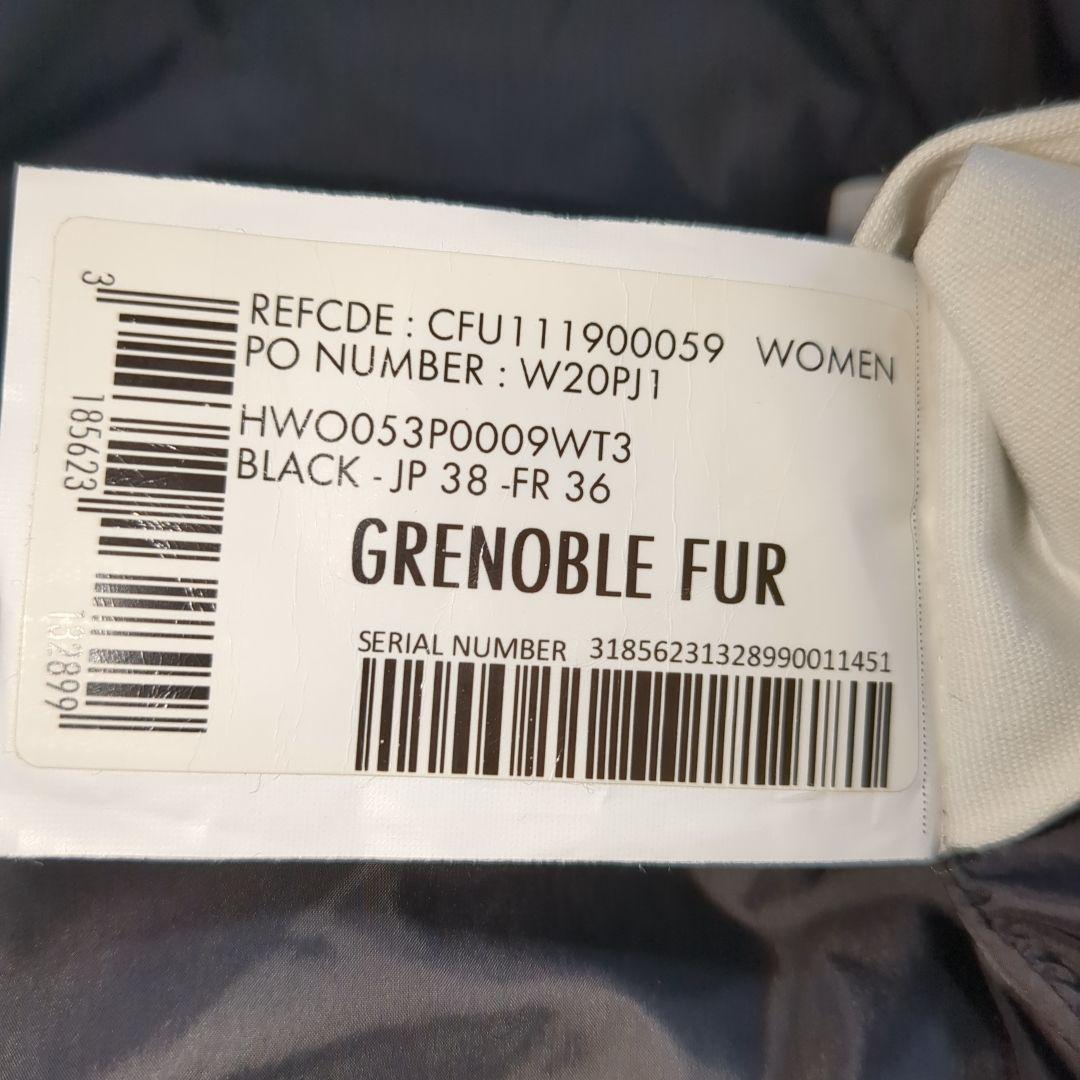 REFCDE : CFU111900059 WOMEN
PO NUMBER : W20PJ1
HWO053P0009WT3
BLACK - JP 38 -FR 36
GRENOBLE FUR
SERIAL NUMBER 31856231328990011451
3
185623
132899